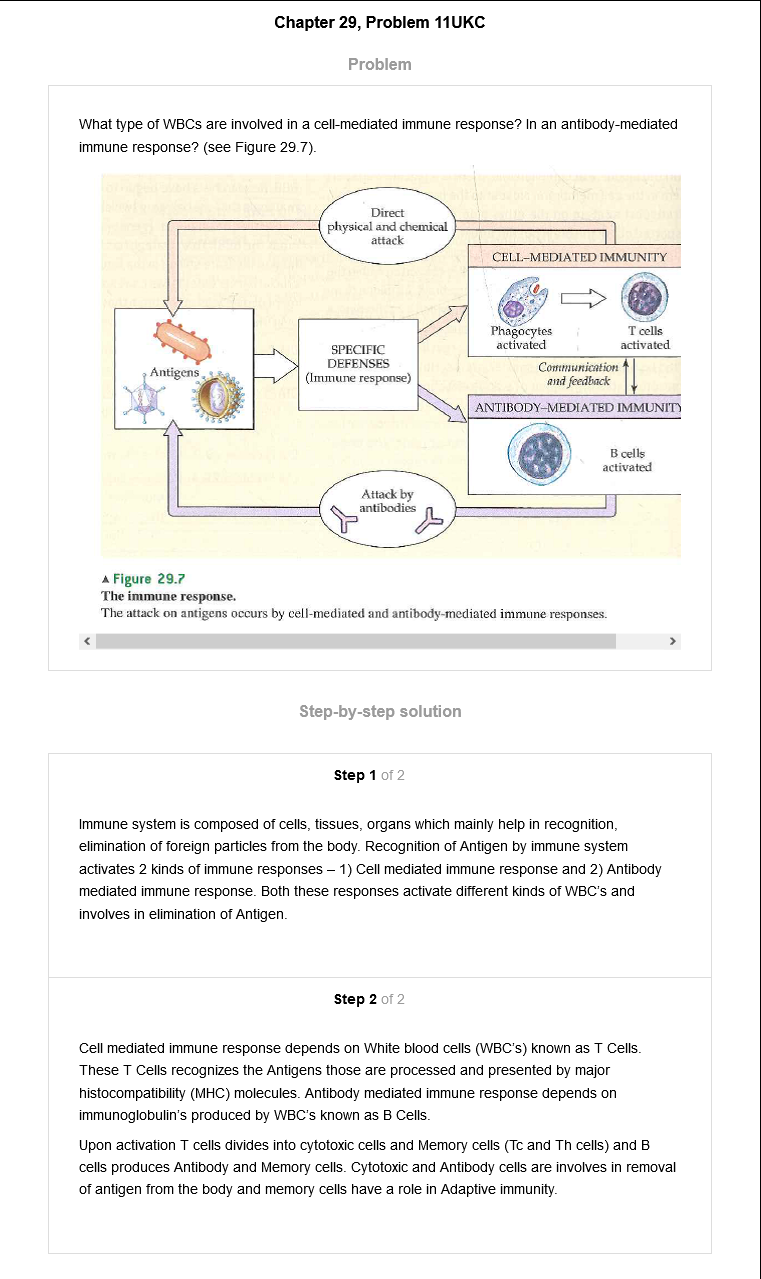 Chapter 29, Problem 11UKC
Problem
What type of WBCs are involved in a cell-mediated immune response? In an antibody-mediated
immune response? (see Figure 29.7).
Direct
physical and chemical
attack
CELL–MEDIATED IMMUNITY
Phagocytes
activated
T cells
activated
Antigens
SPECIFIC
DEFENSES
(Immune response)
Communication
and feedback
ANTIBODY–MEDIATED IMMUNITY
B cells
activated
Attack by
antibodies
▲ Figure 29.7
The immune response.
The attack on antigens occurs by cell-mediated and antibody-mediated immune responses.
Step-by-step solution
Step 1 of 2
Immune system is composed of cells, tissues, organs which mainly help in recognition,
elimination of foreign particles from the body. Recognition of Antigen by immune system
activates 2 kinds of immune responses – 1) Cell mediated immune response and 2) Antibody
mediated immune response. Both these responses activate different kinds of WBC's and
involves in elimination of Antigen.
Step 2 of 2
Cell mediated immune response depends on White blood cells (WBC's) known as T Cells.
These T Cells recognizes the Antigens those are processed and presented by major
histocompatibility (MHC) molecules. Antibody mediated immune response depends on
immunoglobulin's produced by WBC's known as B Cells.
Upon activation T cells divides into cytotoxic cells and Memory cells (Tc and Th cells) and B
cells produces Antibody and Memory cells. Cytotoxic and Antibody cells are involves in removal
of antigen from the body and memory cells have a role in Adaptive immunity.